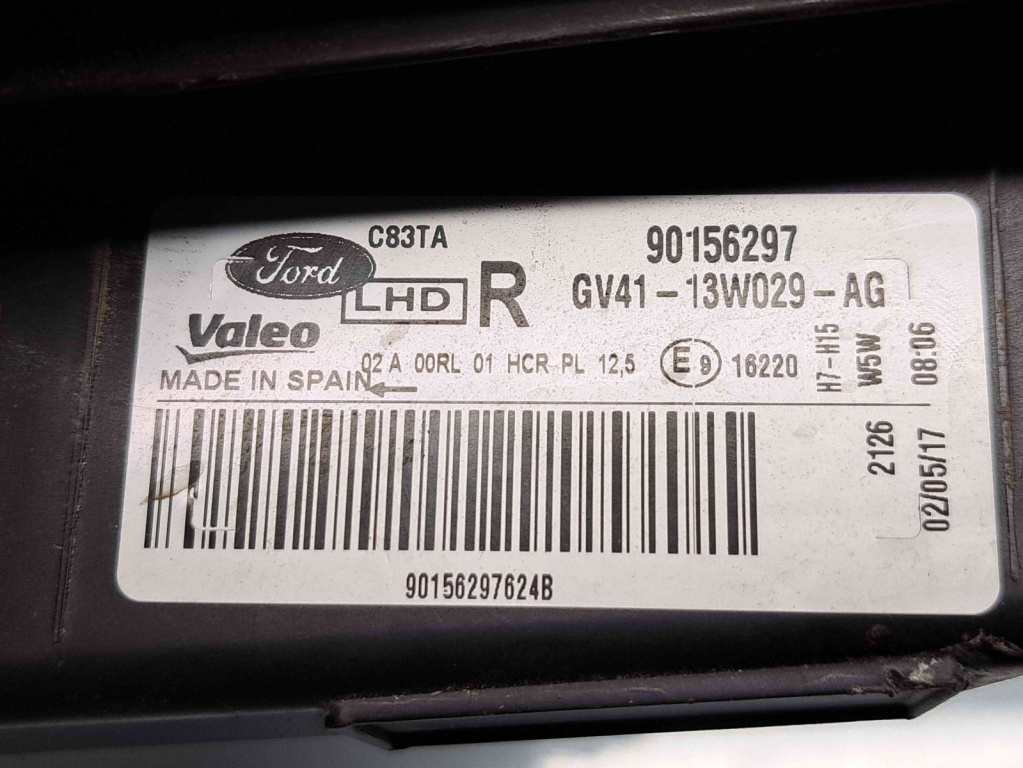 C83TA
90156297
Ford
LHD R
GV41-13W029-AG
Valeo
02 A 00RL 01 HCR PL 12,5 E 9 16220
H7-H15
W5W
08:06
MADE IN SPAIN
2126
02/05/17
90156297624B